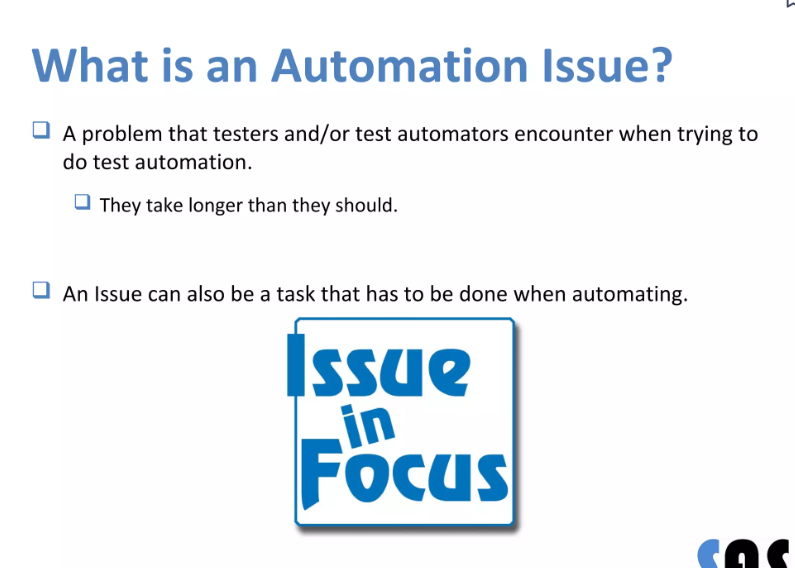 What is an Automation Issue?
A problem that testers and/or test automators encounter when trying to
do test automation.
They take longer than they should.
An Issue can also be a task that has to be done when automating.
Issue
in
Focus